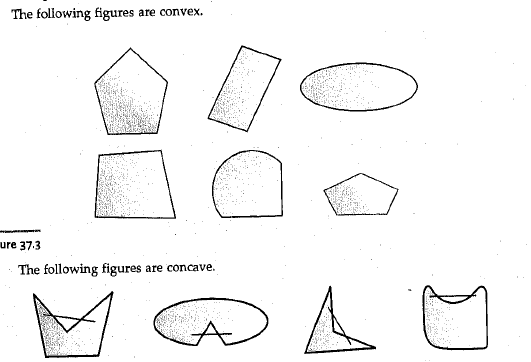 The following figures are convex.
ure 37.3
The following figures are concave.